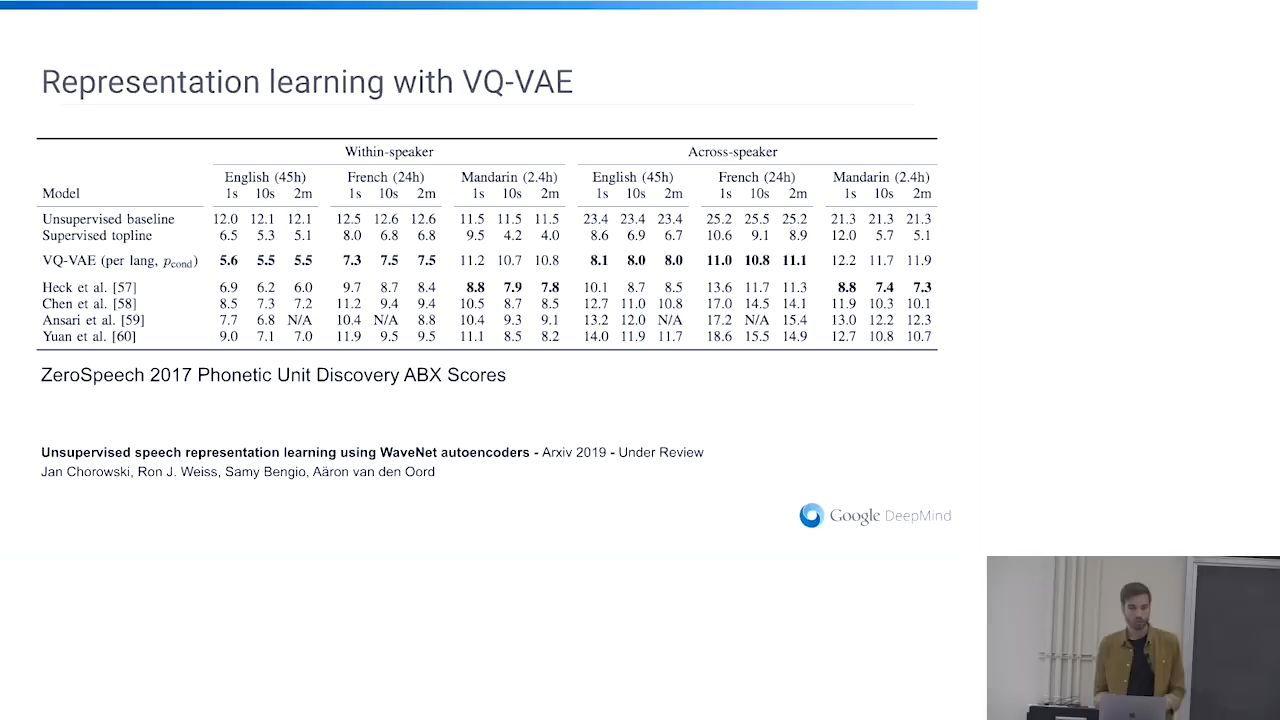 Representation learning with VQ-VAE
Within-speaker Across-speaker
English (45h) French (24h) Mandarin (2.4h) English (45h) French (24h) Mandarin (2.4h)
Model 1s 10s 2m 1s 10s 2m 1s 10s 2m 1s 10s 2m 1s 10s 2m 1s 10s 2m
Unsupervised baseline 12.0 12.1 12.1 12.5 12.6 12.6 11.5 11.5 11.5 23.4 23.4 23.4 25.2 25.5 25.2 21.3 21.3 21.3
Supervised topline 6.5 5.3 5.1 8.0 6.8 6.8 9.5 4.2 4.0 8.6 6.9 6.7 10.6 9.1 8.9 12.0 5.7 5.1
VQ-VAE (per lang, pcond) 5.6 5.5 5.5 7.3 7.5 7.5 11.2 10.7 10.8 8.1 8.0 8.0 11.0 10.8 11.1 12.2 11.7 11.9
Heck et al. [57] 6.9 6.2 6.0 9.7 8.7 8.4 8.8 7.9 7.8 10.1 8.7 8.5 13.6 11.7 11.3 8.8 7.4 7.3
Chen et al. [58] 8.5 7.3 7.2 11.2 9.4 9.4 10.5 8.7 8.5 12.7 11.0 10.8 17.0 14.5 14.1 11.9 10.3 10.1
Ansari et al. [59] 7.7 6.8 N/A 10.4 N/A 8.8 10.4 9.3 9.1 13.2 12.0 N/A 17.2 N/A 15.4 13.0 12.2 12.3
Yuan et al. [60] 9.0 7.1 7.0 11.9 9.5 9.5 11.1 8.5 8.2 14.0 11.9 11.7 18.6 15.5 14.9 12.7 10.8 10.7
ZeroSpeech 2017 Phonetic Unit Discovery ABX Scores
Unsupervised speech representation learning using WaveNet autoencoders - Arxiv 2019 - Under Review
Jan Chorowski, Ron J. Weiss, Samy Bengio, Aäron van den Oord
Google DeepMind